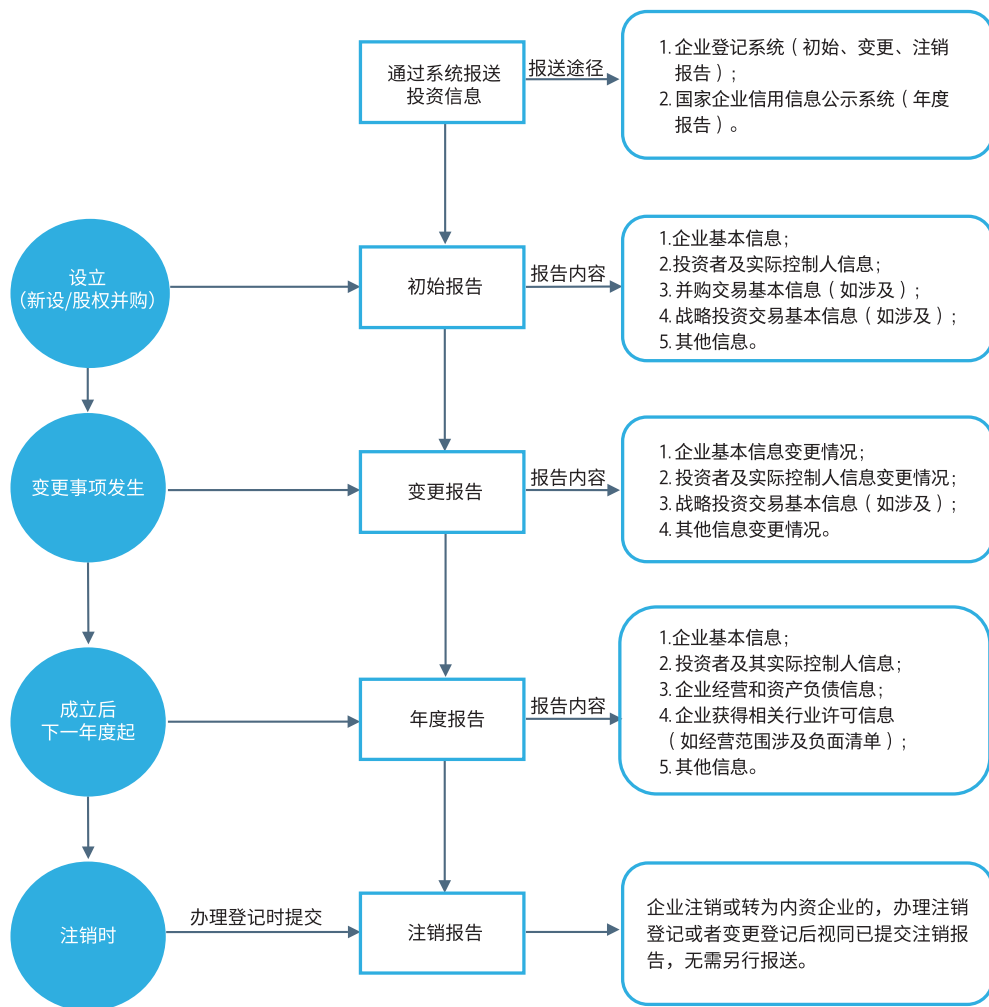 通过系统报送
投资信息
报送途径
1. 企业登记系统（初始、变更、注销
报告）；
2. 国家企业信用信息公示系统（年度
报告）。
设立
（新设/股权并购）
初始报告
报告内容
1.企业基本信息；
2.投资者及实际控制人信息；
3. 并购交易基本信息（如涉及）；
4. 战略投资交易基本信息（如涉及）；
5. 其他信息。
变更事项发生
变更报告
报告内容
1. 企业基本信息变更情况；
2. 投资者及实际控制人信息变更情况；
3. 战略投资交易基本信息（如涉及）；
4. 其他信息变更情况。
成立后
下一年度起
年度报告
报告内容
1.企业基本信息；
2. 投资者及其实际控制人信息；
3. 企业经营和资产负债信息；
4. 企业获得相关行业许可信息
（如经营范围涉及负面清单）；
5. 其他信息。
注销时
办理登记时提交
注销报告
企业注销或转为内资企业的，办理注销
登记或者变更登记后视同已提交注销报
告，无需另行报送。